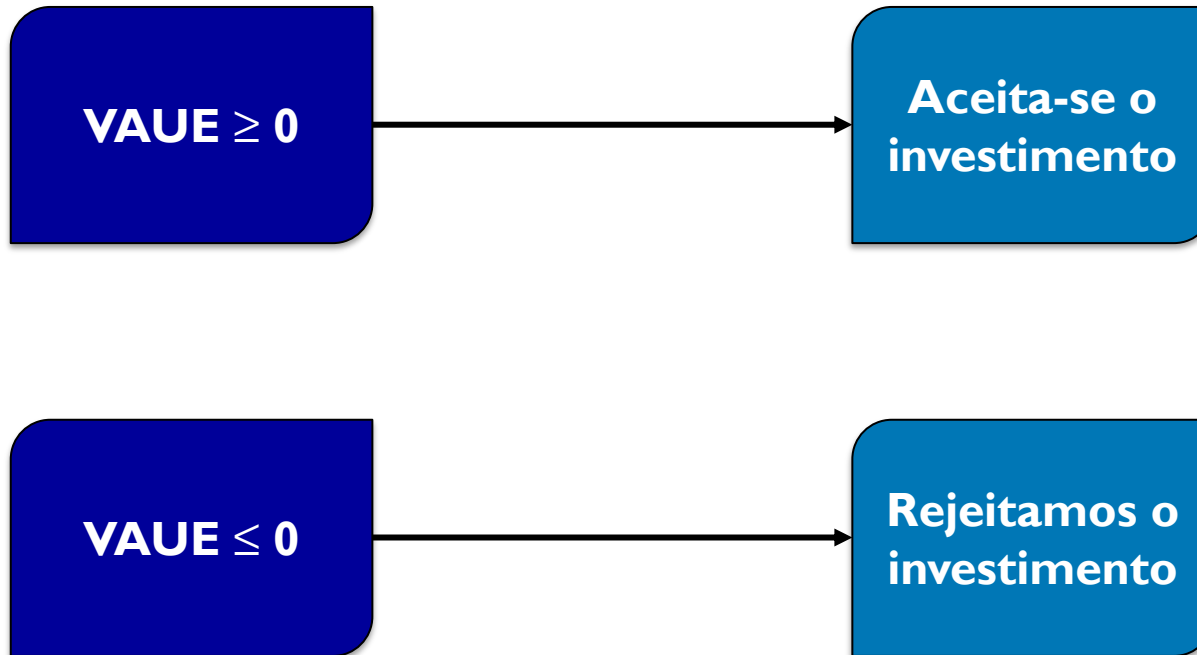 VAUE ≥ 0
Aceita-se o
investimento
VAUE ≤ 0
Rejeitamos o
investimento